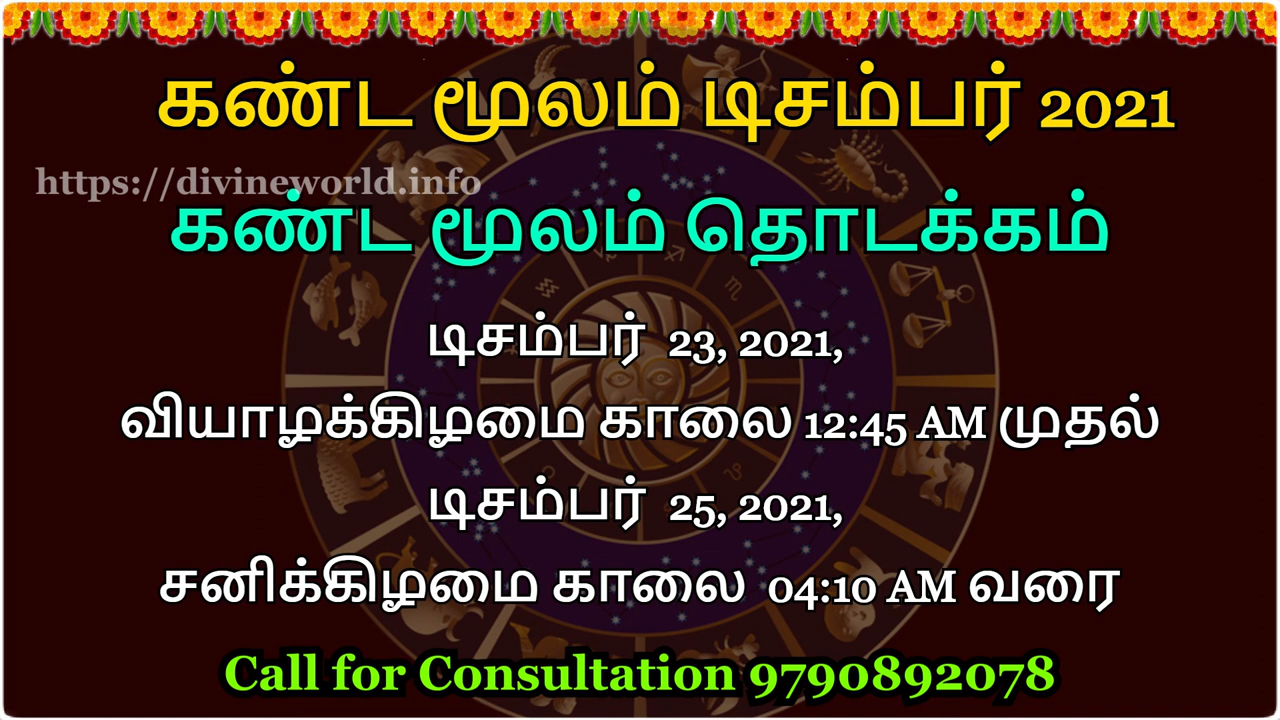 கண்ட மூலம் டிசம்பர் 2021
https://divineworld.info
கண்ட மூலம் தொடக்கம்
டிசம்பர் 23, 2021,
வியாழக்கிழமை காலை 12:45 AM முதல்
டிசம்பர் 25, 2021,
சனிக்கிழமை காலை 04:10 AM வரை
Call for Consultation 9790892078